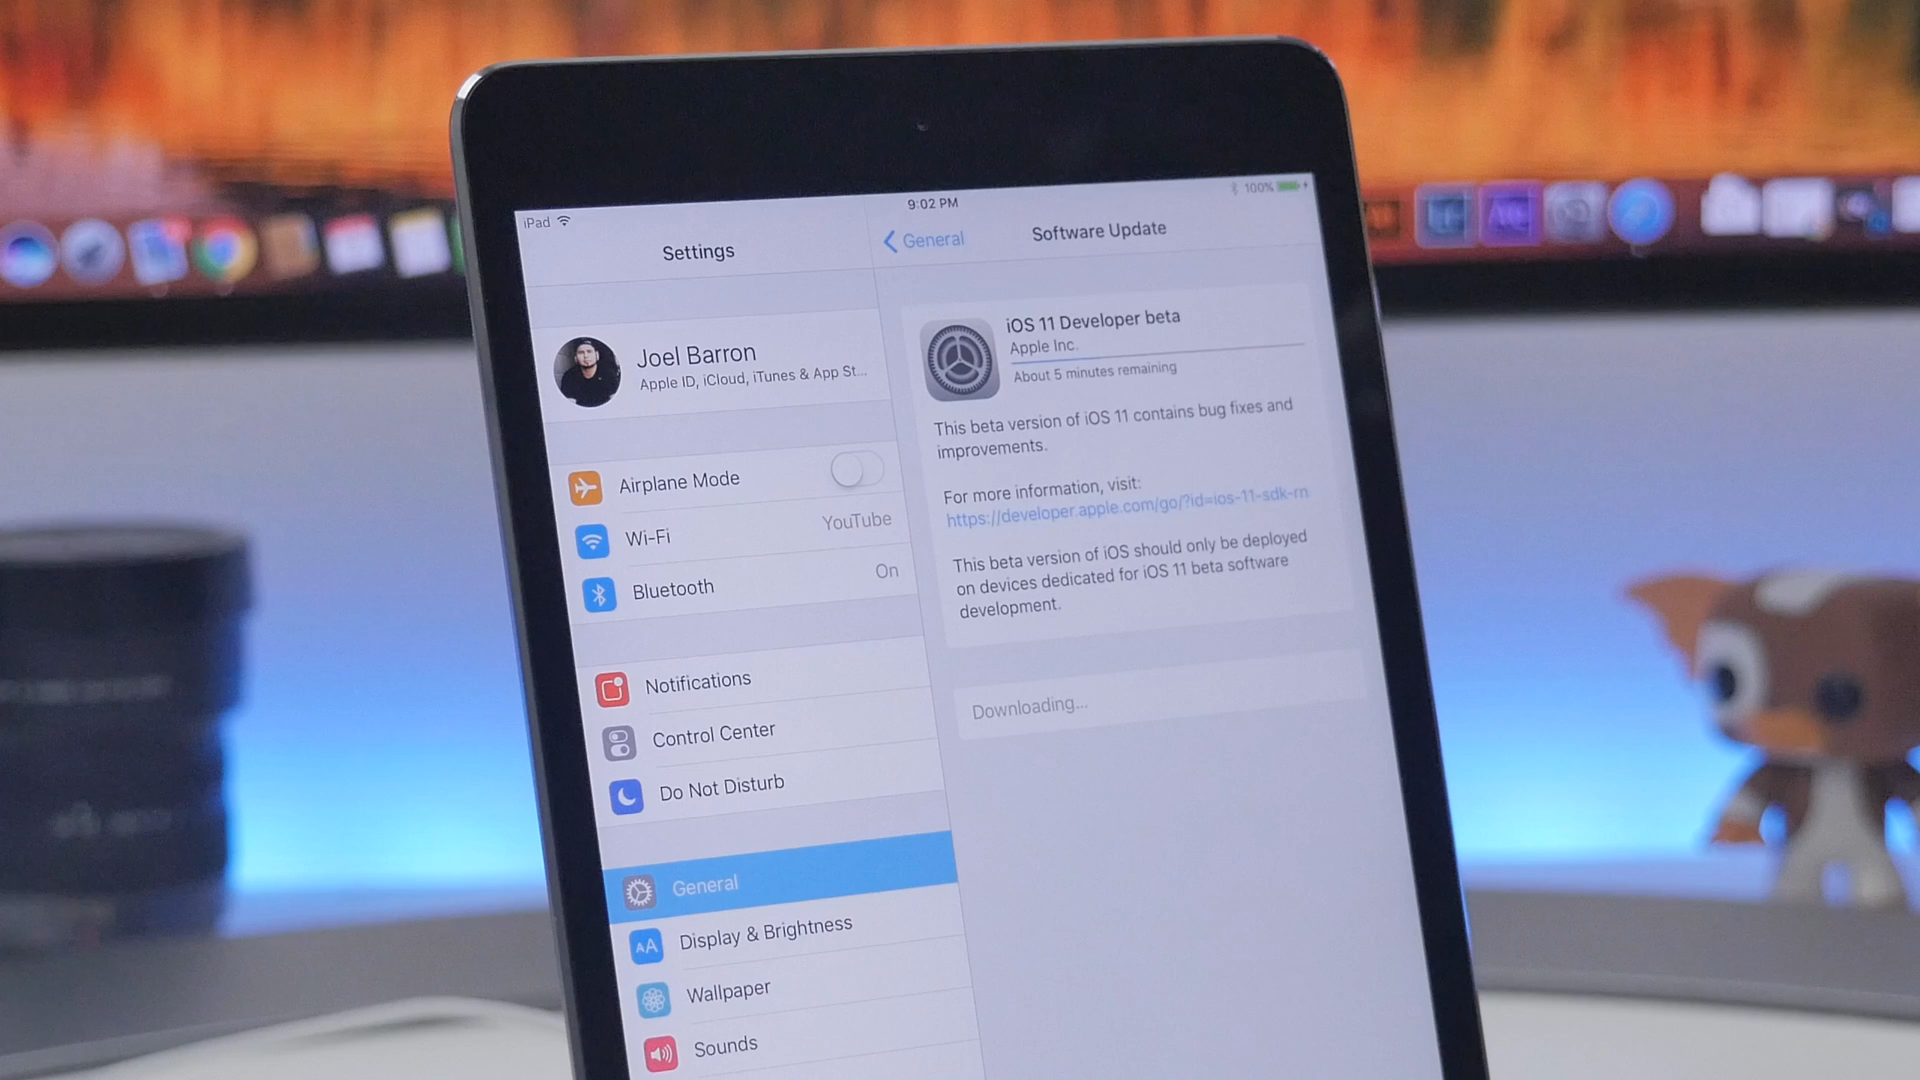 iPad
9:02 PM
100%
Settings
General
Software Update
Joel Barron
Apple ID, iCloud, iTunes & App St...
Airplane Mode
Wi-Fi
YouTube
Bluetooth
On
Notifications
Control Center
Do Not Disturb
General
Display & Brightness
Wallpaper
Sounds
iOS 11 Developer beta
Apple Inc.
About 5 minutes remaining
This beta version of iOS 11 contains bug fixes and
improvements.
For more information, visit:
https://developer.apple.com/go/?id=ios-11-sdk-rn
This beta version of iOS should only be deployed
on devices dedicated for iOS 11 beta software
development.
Downloading...